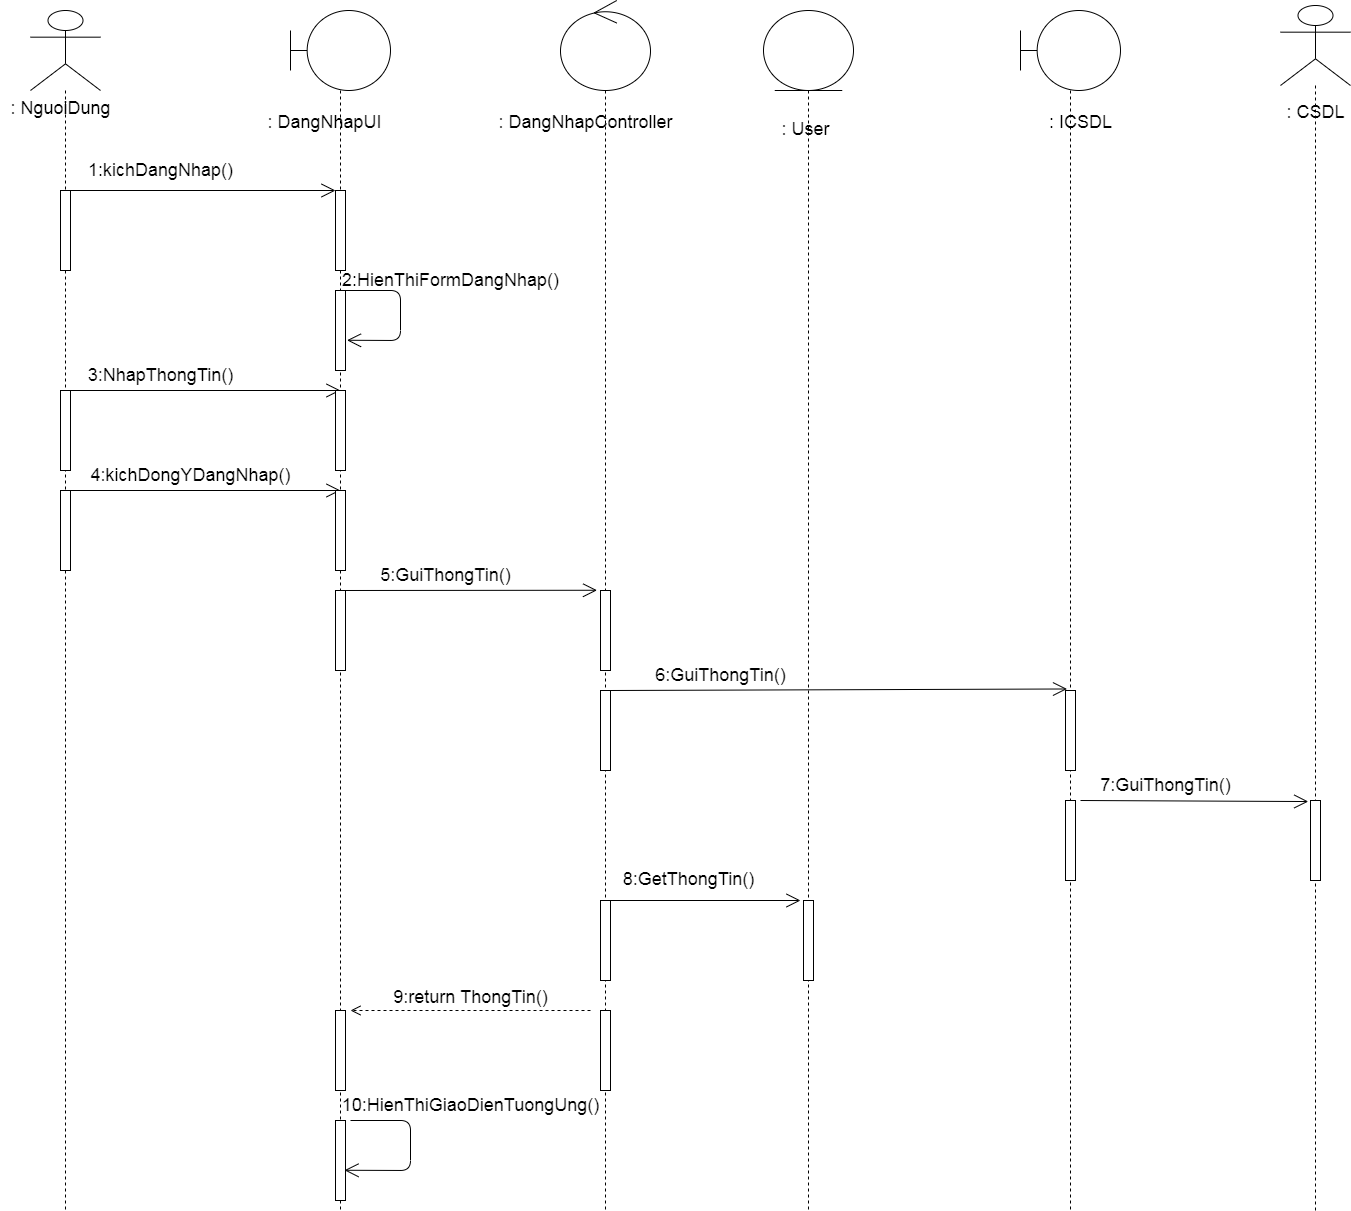 : NguoiDung
: DangNhapUI
: DangNhapController
: User
: ICSDL
: CSDL
1:kichDangNhap()
2:HienThiFormDangNhap()
3:NhapThongTin()
4:kichDongYDangNhap()
5:GuiThongTin()
6:GuiThongTin()
7:GuiThongTin()
8:GetThongTin()
9:return ThongTin()
10:HienThiGiaoDienTuongUng()